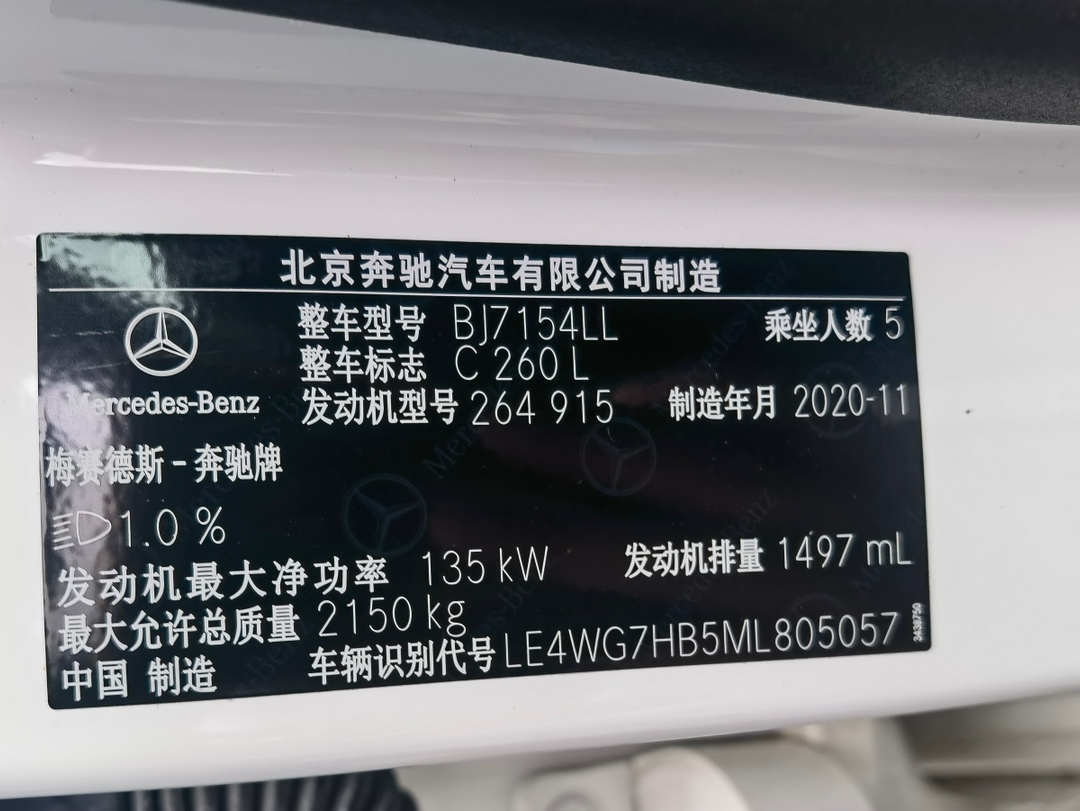 北京奔驰汽车有限公司制造
整车型号 BJ7154LL 乘坐人数 5
整车标志 C 260 L
Mercedes-Benz 发动机型号 264 915 制造年月 2020-11
梅赛德斯-奔驰牌
1.0 %
发动机最大净功率 135 kW 发动机排量 1497 mL
最大允许总质量 2150 kg
中国 制造 车辆识别代号 LE4WG7HB5ML805057